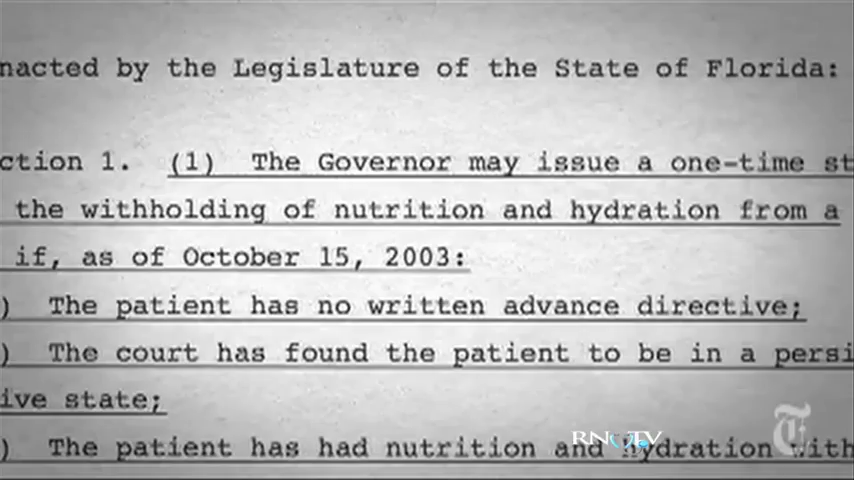 nacted by the Legislature of the State of Florida:
ction 1. (1) The Governor may issue a one-time st
the withholding of nutrition and hydration from a
if, as of October 15, 2003:
) The patient has no written advance directive;
) The court has found the patient to be in a persi
ive state;
) The patient has had nutrition and hydration with
RN TV
T